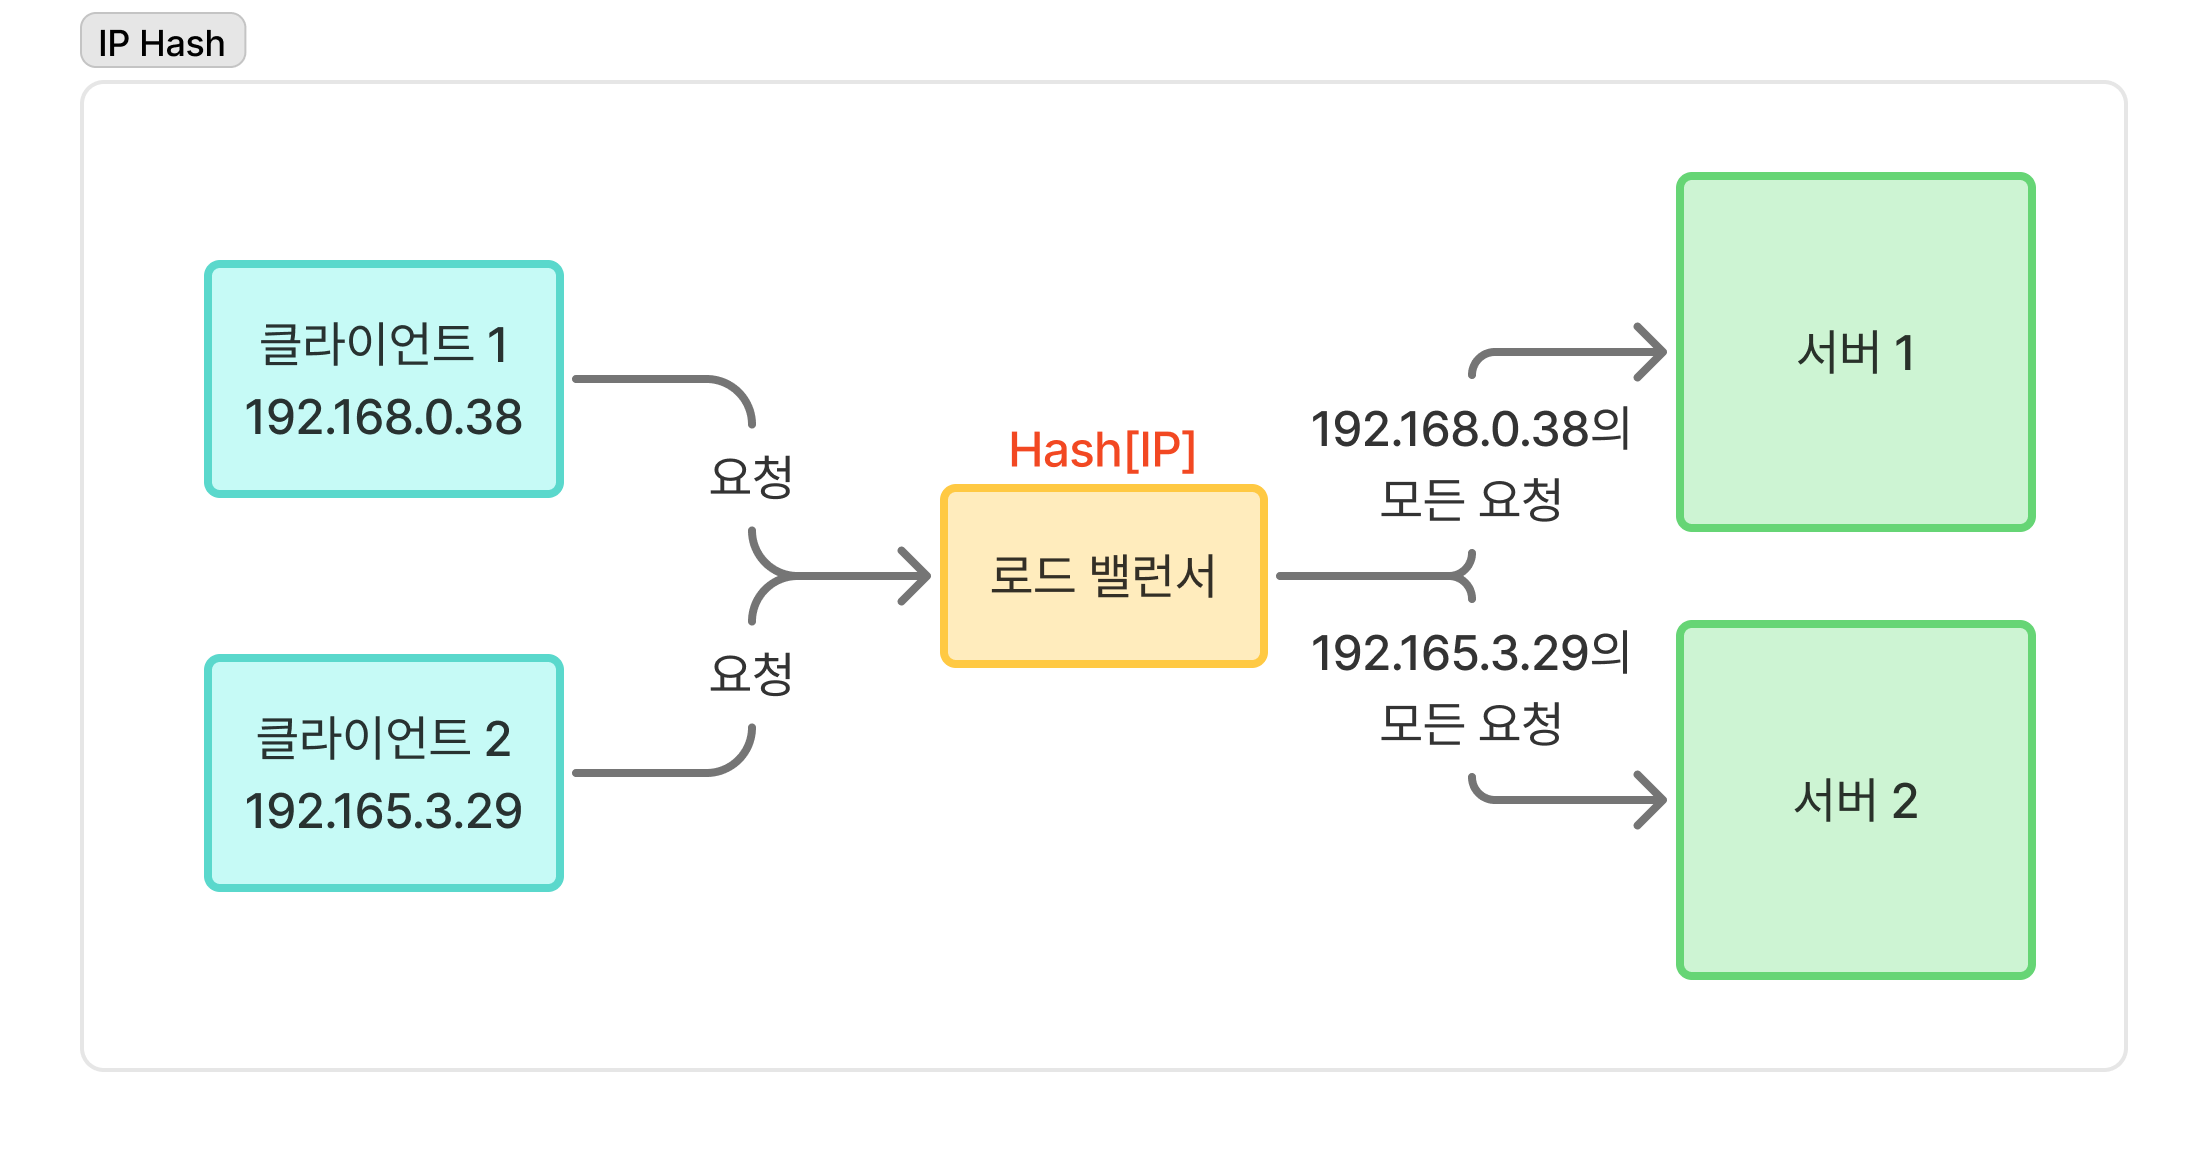 IP Hash
클라이언트 1
192.168.0.38
요청
클라이언트 2
192.165.3.29
요청
Hash[IP]
로드 밸런서
192.168.0.38의
모든 요청
192.165.3.29의
모든 요청
서버 1
서버 2